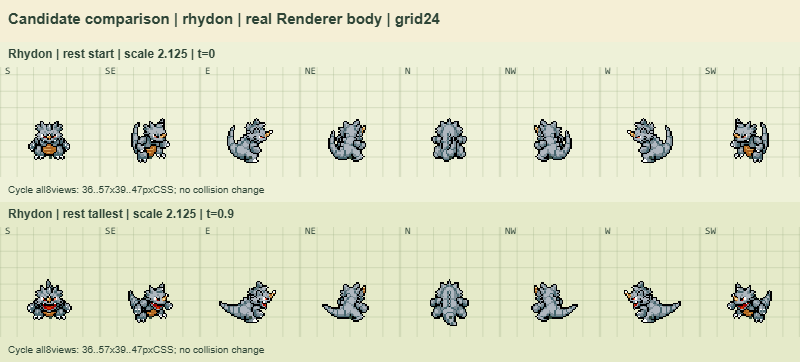 Candidate comparison | rhydon | real Renderer body | grid24
Rhydon | rest start | scale 2.125 | t=0
S SE E NE N NW W SW
Cycle all8views: 36..57x39..47pxCSS; no collision change
Rhydon | rest tallest | scale 2.125 | t=0.9
S SE E NE N NW W SW
Cycle all8views: 36..57x39..47pxCSS; no collision change